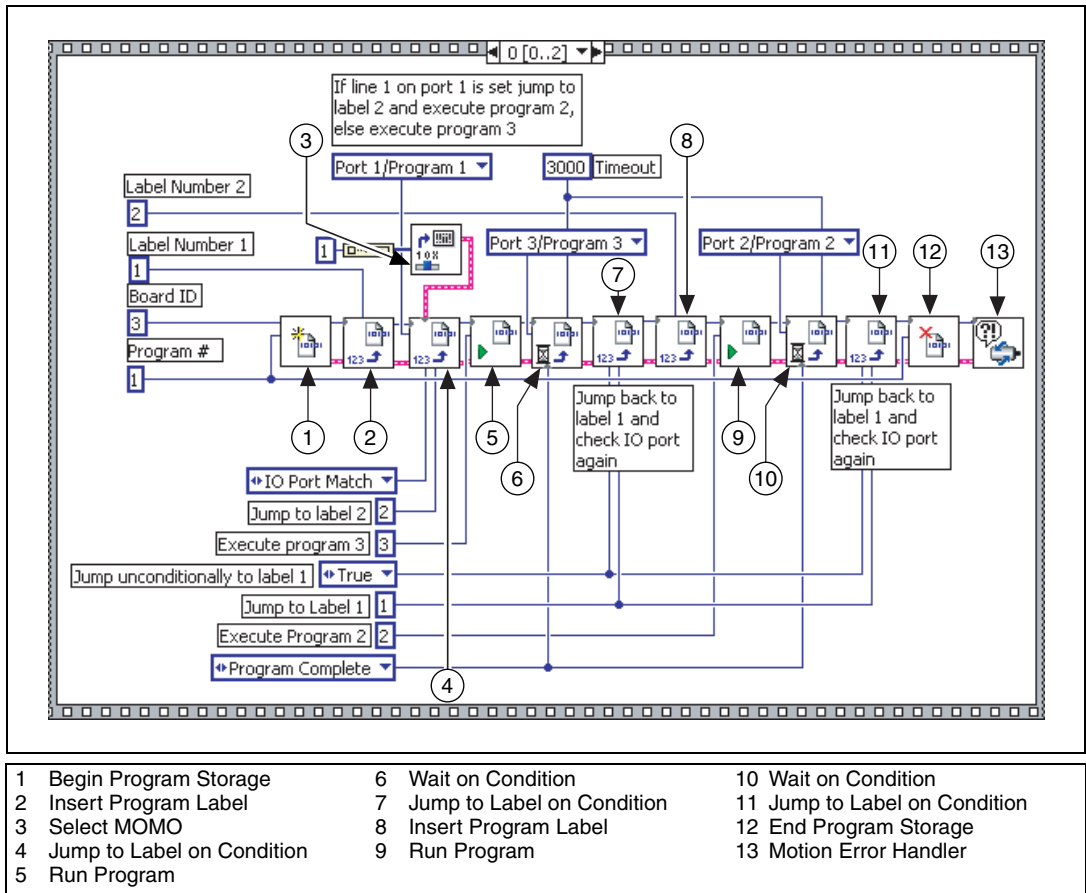 0 [0..2]
If line 1 on port 1 is set jump to
label 2 and execute program 2,
else execute program 3
3
8
Port 1/Program 1
3000 Timeout
Label Number 2
2
Label Number 1
1
1
Port 3/Program 3
Port 2/Program 2
7
11
12
13
Board ID
3
Program #
1
123
123
123
123
123
1
2
5
6
Jump back to
label 1 and
check IO port
again
9
10
Jump back to
label 1 and
check IO port
again
IO Port Match
Jump to label 2 2
Execute program 3 3
Jump unconditionally to label 1 True
Jump to Label 1 1
Execute Program 2 2
Program Complete
4
1 Begin Program Storage
2 Insert Program Label
3 Select MOMO
4 Jump to Label on Condition
5 Run Program
6 Wait on Condition
7 Jump to Label on Condition
8 Insert Program Label
9 Run Program
10 Wait on Condition
11 Jump to Label on Condition
12 End Program Storage
13 Motion Error Handler